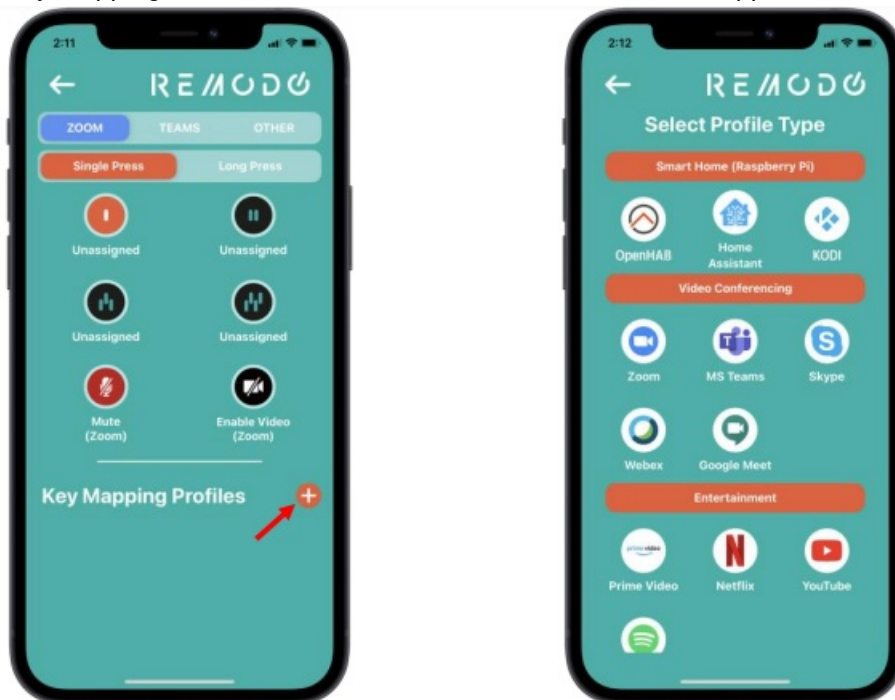 2:11
REMODO
ZOOM TEAMS OTHER
Single Press Long Press
Unassigned Unassigned
Unassigned Unassigned
Mute
(Zoom)
Enable Video
(Zoom)
Key Mapping Profiles
2:12
REMODO
Select Profile Type
Smart Home (Raspberry Pi)
OpenHAB
Home
Assistant
KODI
Video Conferencing
Zoom MS Teams Skype
Webex Google Meet
Entertainment
prime video
Prime Video Netflix YouTube